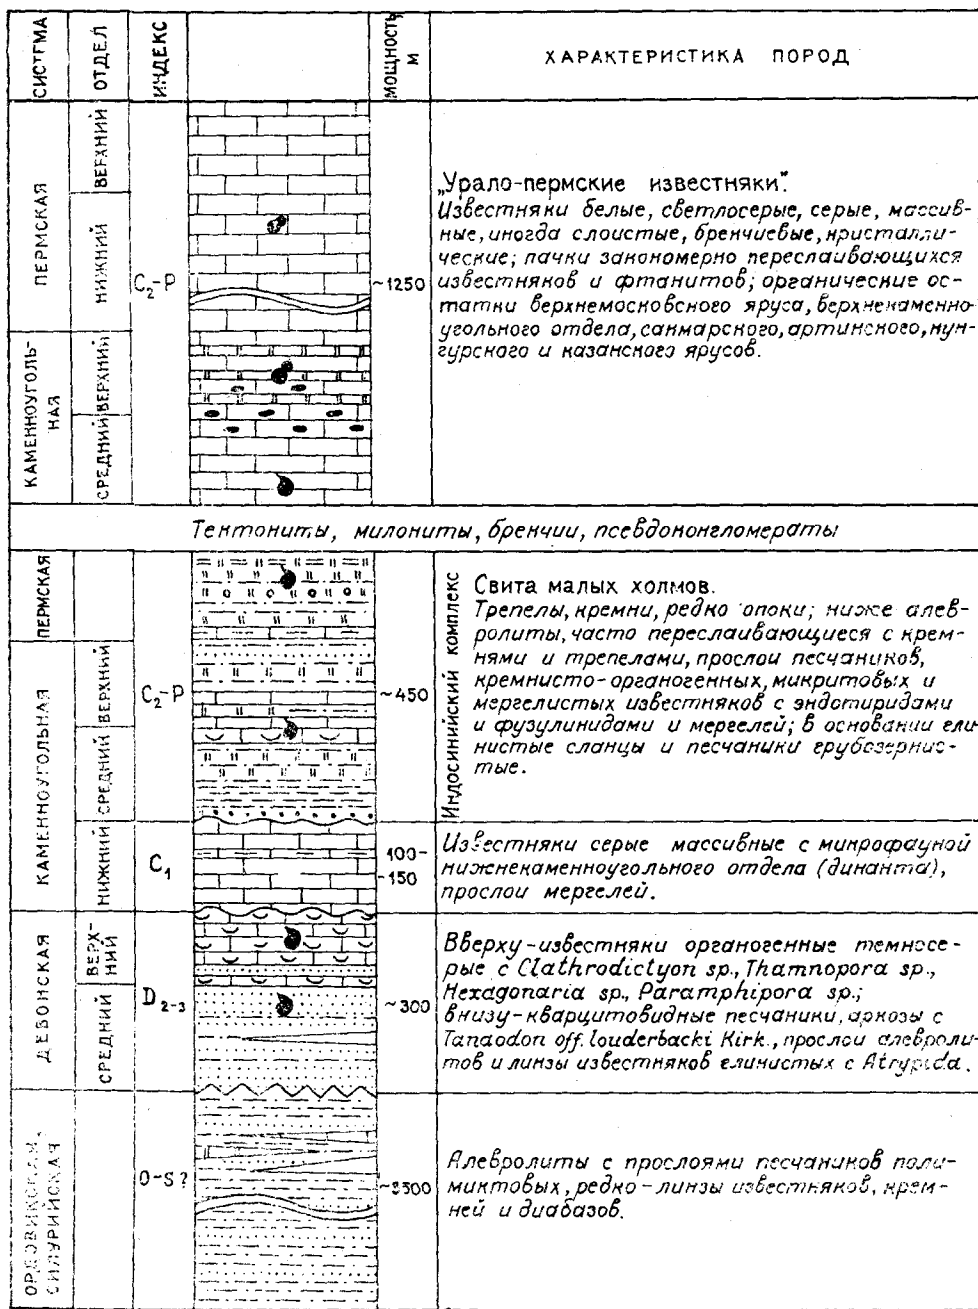 СИСТЕМА
ОТДЕЛ
ИНДЕКС
МОЩНОСТЬ
М
ХАРАКТЕРИСТИКА ПОРОД
ПЕРМСКАЯ
ВЕРХНИЙ
НИЖНИЙ
КАМЕННОУГОЛЬ-
НАЯ
ВЕРХНИЙ
СРЕДНИЙ
C₂-P
~1250
„Урало-пермские известняки".
Известняки белые, светлосерые, серые, массив-
ные, иногда слоистые, брекчиевые, кристалли-
ческие; пачки закономерно переслаивающихся
известняков и фтанитов; органические ос-
татки верхнемосковского яруса, верхнекаменно-
угольного отдела, сакмарского, артинского, кун-
гурского и казанского ярусов.
Тектониты, милониты, брекчии, псевдоконгломераты
ПЕРМСКАЯ
КАМЕННОУГОЛЬНАЯ
ВЕРХНИЙ
СРЕДНИЙ
C₂-P
~450
Индосинийский комплекс
Свита малых холмов.
Трепелы, кремни, редко опоки; ниже алев-
ролиты, часто переслаивающиеся с крем-
нями и трепелами, прослои песчаников,
кремнисто-органогенных, микритовых и
мергелистых известняков с эндотиридами
и фузулинидами и мергелей; в основании гли-
нистые сланцы и песчаники грубозернис-
тые.
НИЖНИЙ
C₁
100-
-150
Известняки серые массивные с микрофауной
нижнекаменноугольного отдела (динанта),
прослои мергелей.
ДЕВОНСКАЯ
ВЕРХ-
НИЙ
СРЕДНИЙ
D₂₋₃
~300
Вверху-известняки органогенные темносе-
рые с Clathrodictyon sp., Thamnopora sp.,
Hexagonaria sp., Paramphipora sp.;
внизу-кварцитовидные песчаники, аркозы с
Tanaodon off. louderbacki Kirk., прослои алевроли-
тов и линзы известняков глинистых с Atrypida.
ОРДОВИКСКАЯ,
СИЛУРИЙСКАЯ
O-S?
~3500
Алевролиты с прослоями песчаников поли-
миктовых, редко-линзы известняков, крем-
ней и диабазов.